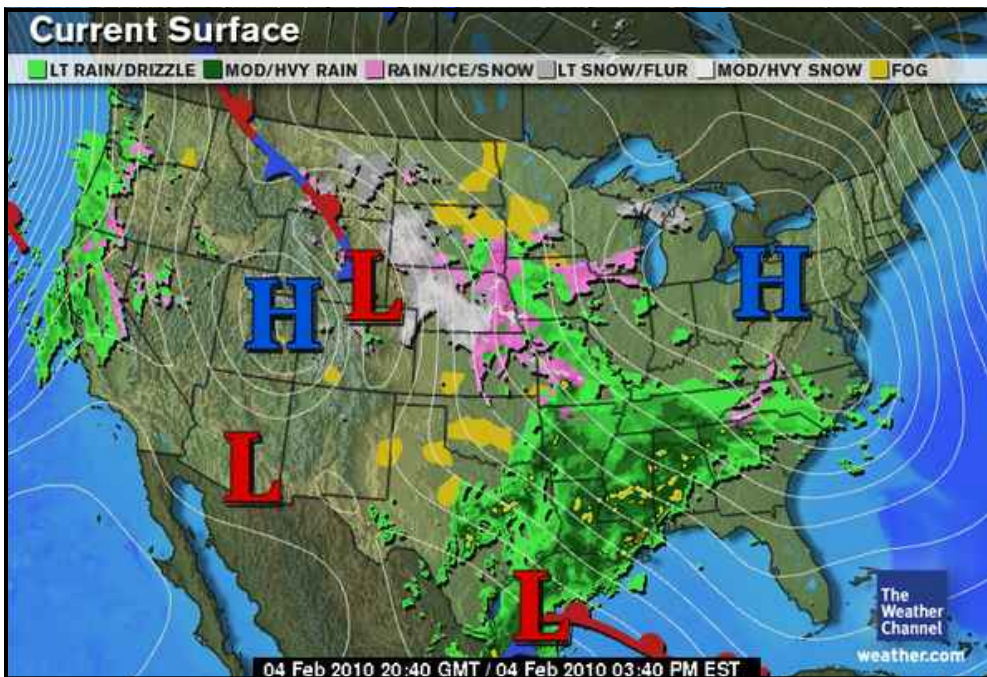 Current Surface
LT RAIN/DRIZZLE MOD/HVY RAIN RAIN/ICE/SNOW LT SNOW/FLUR MOD/HVY SNOW FOG
H
L
H
L
L
The
Weather
Channel
weather.com
04 Feb 2010 20:40 GMT / 04 Feb 2010 03:40 PM EST